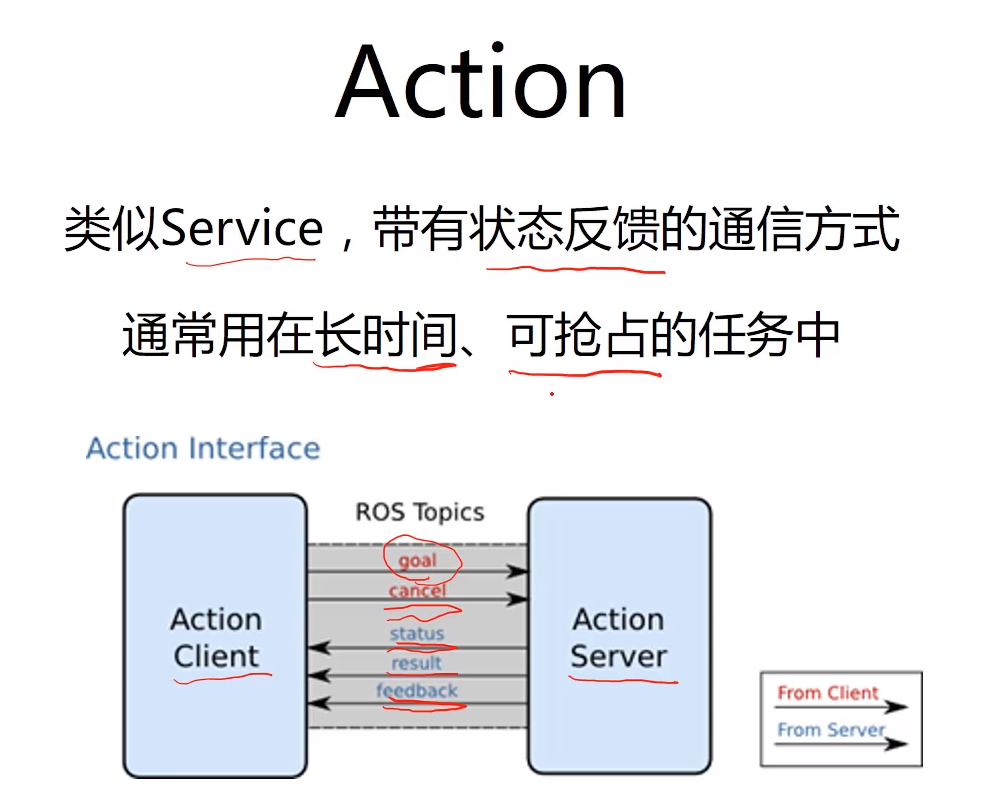 Action
类似Service，带有状态反馈的通信方式
通常用在长时间、可抢占的任务中
Action Interface
ROS Topics
goal
cancel
status
result
feedback
Action
Client
Action
Server
From Client
From Server